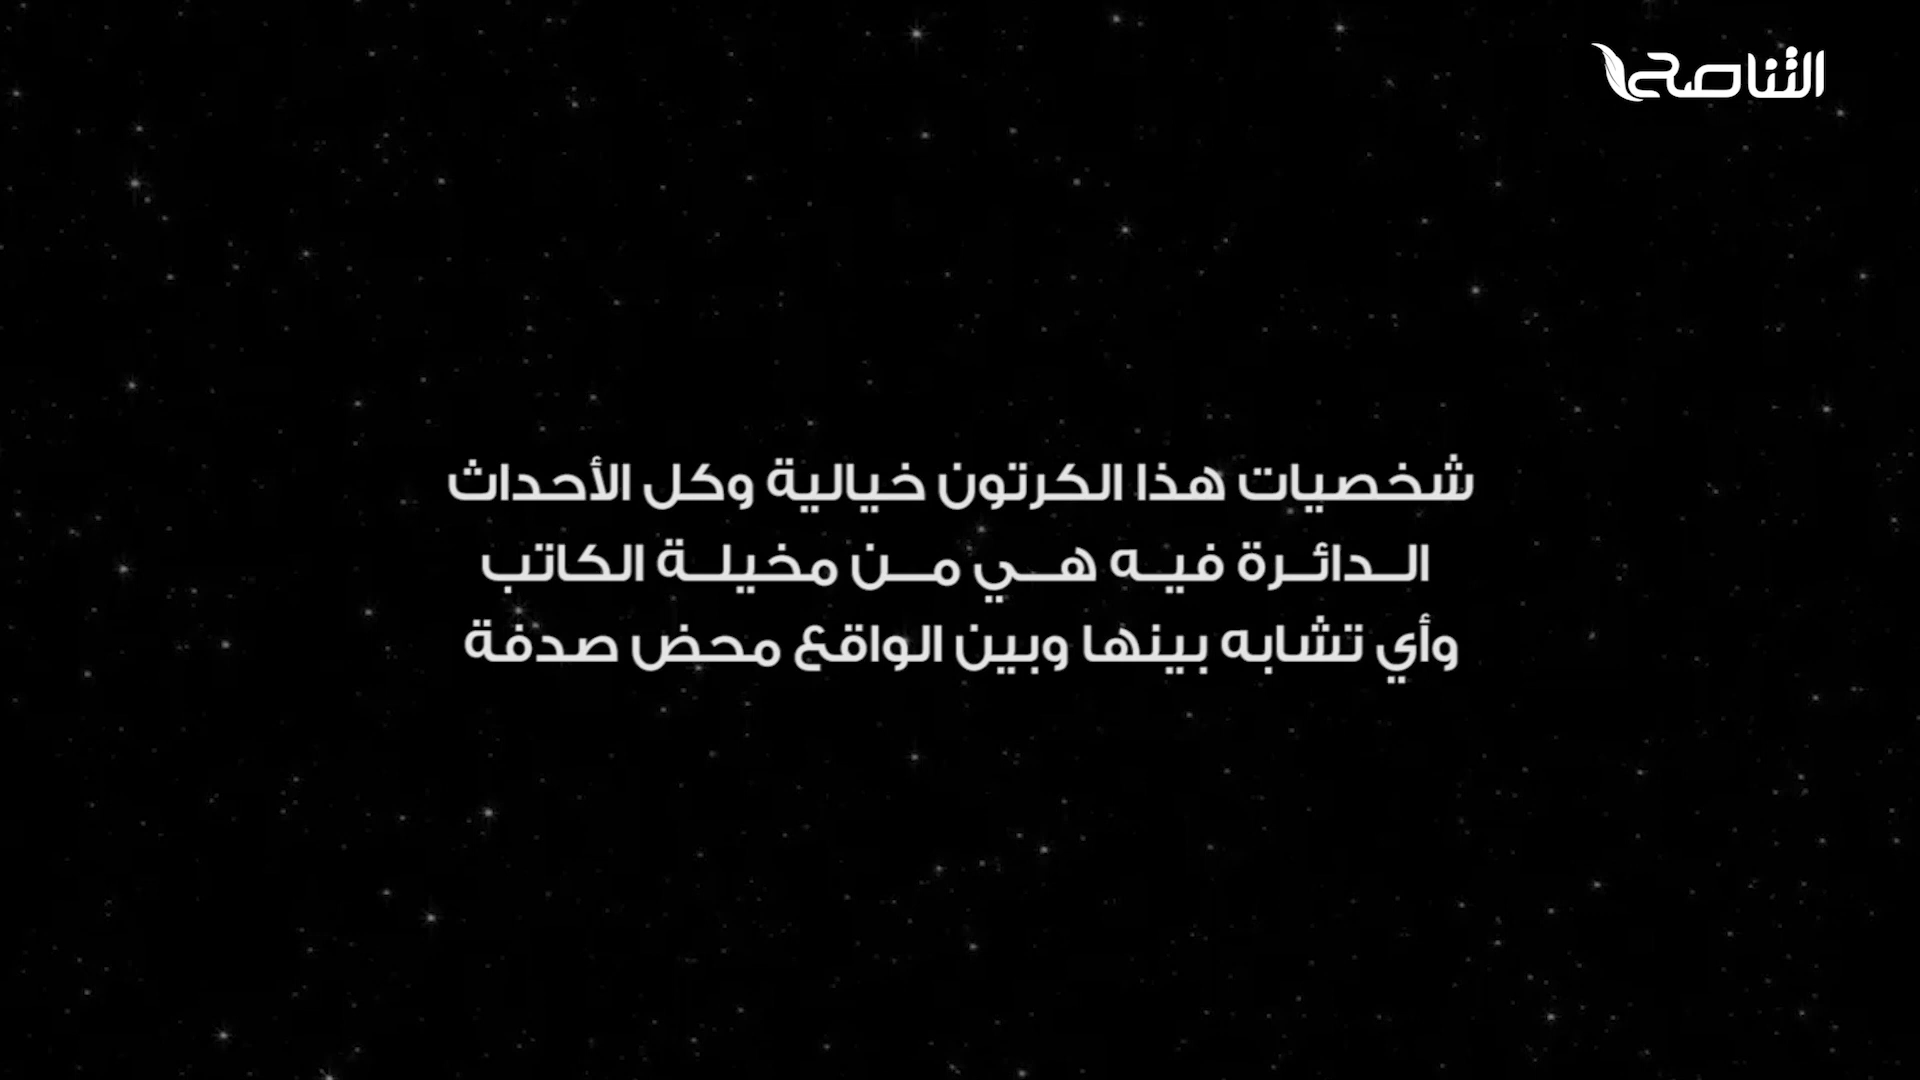 الناصح
شخصيات هذا الكرتون خيالية وكل الأحداث
الـدائـرة فيـه هـي مـن مخيلـة الكاتب
وأي تشابه بينها وبين الواقع محض صدفة